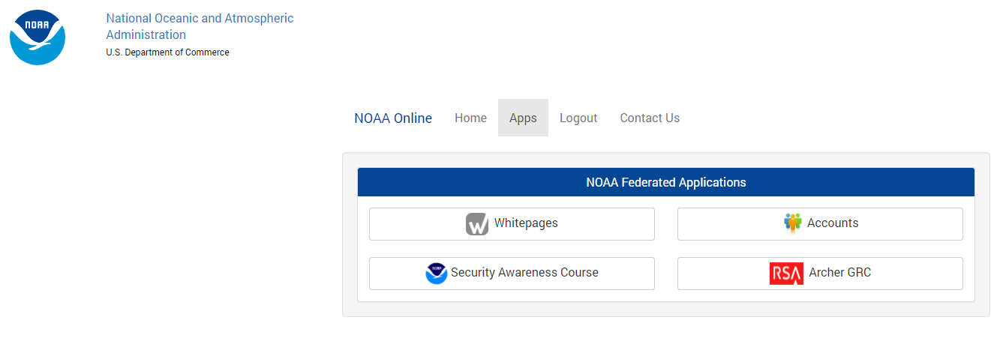 NOAA
National Oceanic and Atmospheric
Administration
U.S. Department of Commerce
NOAA Online Home Apps Logout Contact Us
NOAA Federated Applications
W Whitepages
Accounts
NOAA Security Awareness Course
RSA Archer GRC